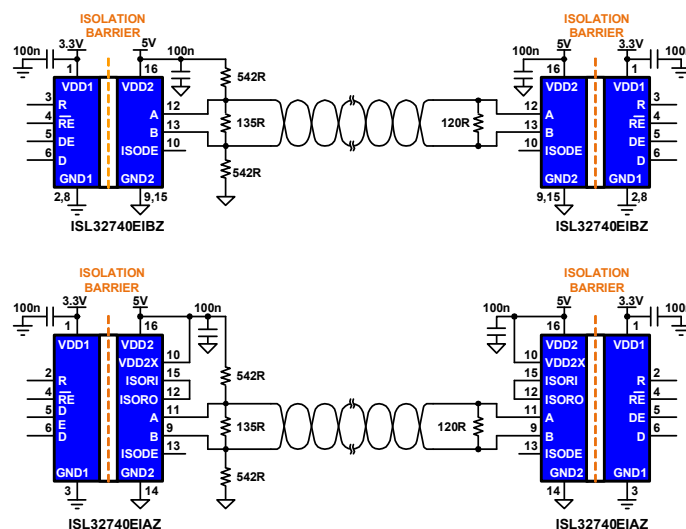 ISOLATION
BARRIER
100n
3.3V
5V
100n
1
16
VDD1
VDD2
542R
3
R
A
12
4
RE
B
13
135R
5
DE
ISODE
10
6
D
GND1
GND2
542R
2,8
9,15
ISL32740EIBZ
ISOLATION
BARRIER
100n
5V
3.3V
100
16
1
VDD2
VDD1
120R
12
A
R
3
13
B
RE
4
10
ISODE
DE
5
D
6
GND2
GND1
9,15
2,8
ISL32740EIBZ
ISOLATION
BARRIER
100n
3.3V
5V
100n
1
16
VDD1
VDD2
VDD2X
10
2
R
ISORI
15
542R
4
RE
ISORO
12
5
D
A
11
E
6
D
B
9
135R
ISODE
13
GND1
GND2
542R
3
14
ISL32740EIAZ
ISOLATION
BARRIER
100n
5V
3.3V
100
16
1
VDD2
VDD1
10
VDD2X
15
ISORI
R
2
12
ISORO
RE
4
120R
11
A
DE
5
9
B
D
6
13
ISODE
GND2
GND1
14
3
ISL32740EIAZ